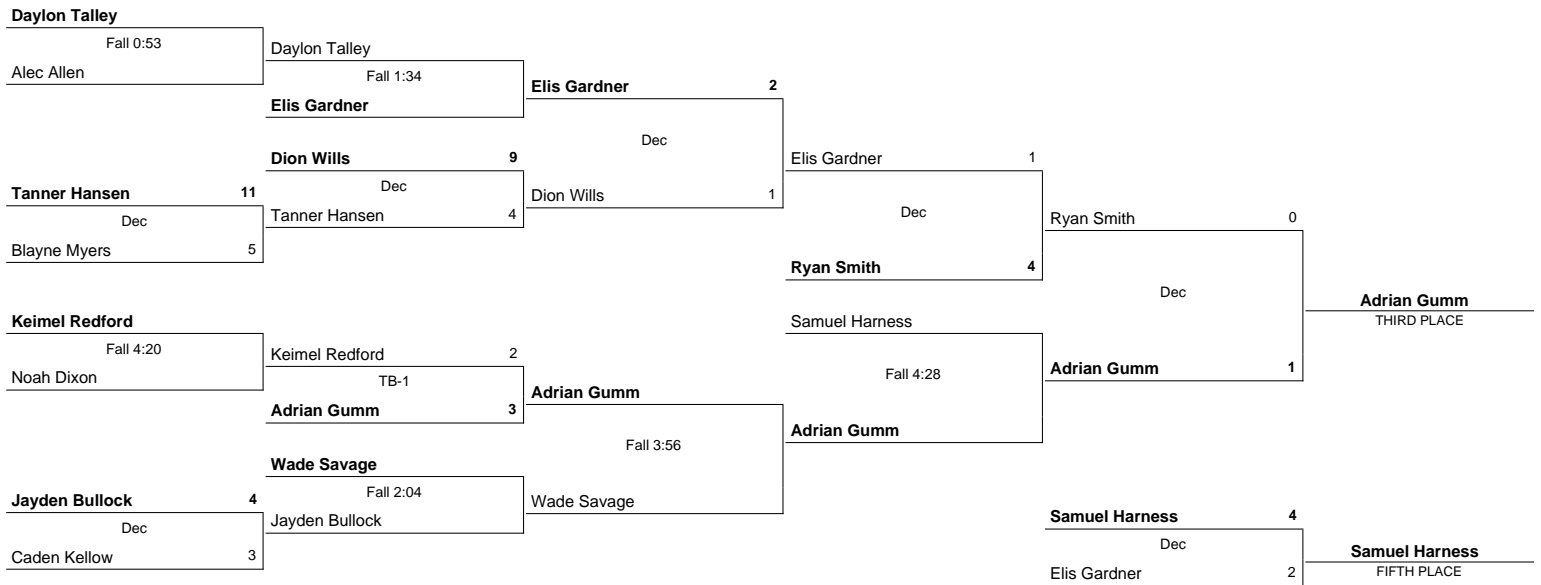 Daylon Talley
Fall 0:53
Alec Allen
Tanner Hansen 11
Dec
Blayne Myers 5
Keimel Redford
Fall 4:20
Noah Dixon
Jayden Bullock 4
Dec
Caden Kellow 3
Daylon Talley
Fall 1:34
Elis Gardner
Dion Wills 9
Dec
Tanner Hansen 4
Keimel Redford 2
TB-1
Adrian Gumm 3
Wade Savage
Fall 2:04
Jayden Bullock
Elis Gardner 2
Dec
Dion Wills 1
Adrian Gumm
Fall 3:56
Wade Savage
Elis Gardner 1
Dec
Ryan Smith 4
Samuel Harness
Fall 4:28
Adrian Gumm
Ryan Smith 0
Dec
Adrian Gumm 1
Adrian Gumm
THIRD PLACE
Samuel Harness 4
Dec
Elis Gardner 2
Samuel Harness
FIFTH PLACE